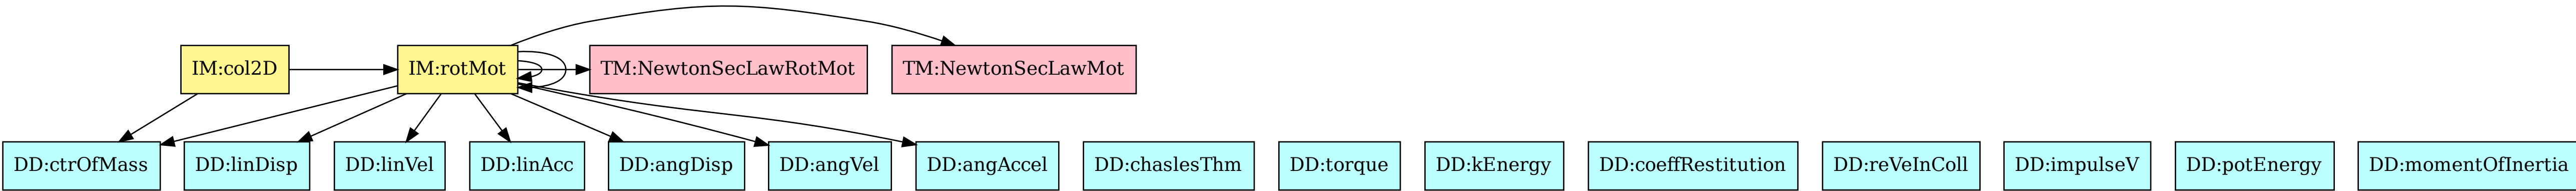 IM:col2D
IM:rotMot
TM:NewtonSecLawRotMot
TM:NewtonSecLawMot
DD:ctrOfMass
DD:linDisp
DD:linVel
DD:linAcc
DD:angDisp
DD:angVel
DD:angAccel
DD:chaslesThm
DD:torque
DD:kEnergy
DD:coeffRestitution
DD:reVeInColl
DD:impulseV
DD:potEnergy
DD:momentOfInertia